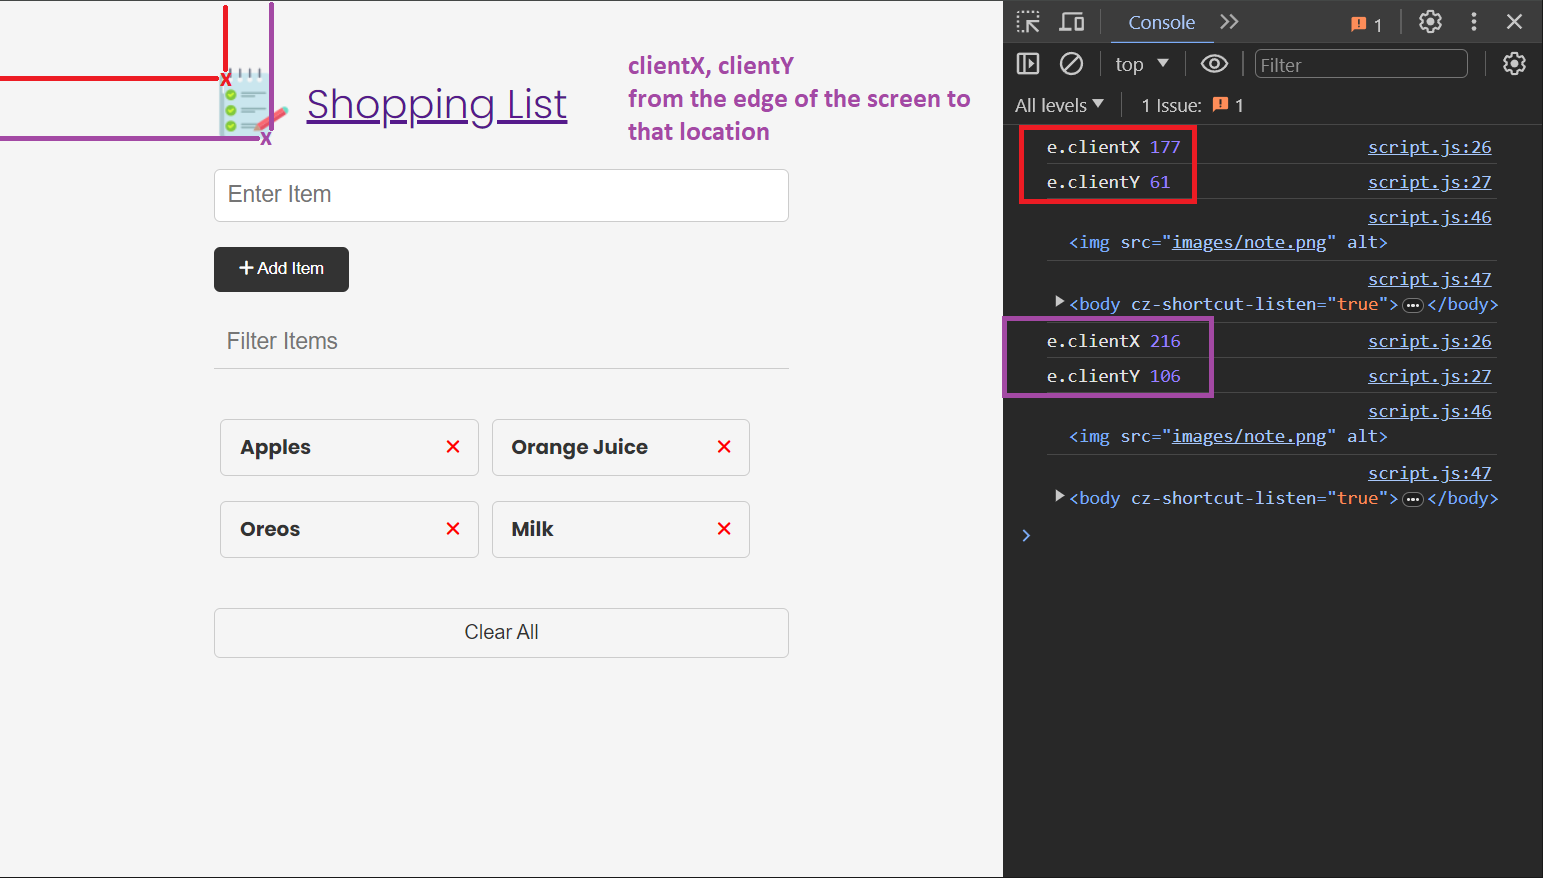 x
x
Shopping List
clientX, clientY
from the edge of the screen to
that location
Enter Item
Add Item
Filter Items
Apples
Orange Juice
Oreos
Milk
Clear All
Console
1
top
Filter
All levels
1 Issue: 1
e.clientX 177 script.js:26
e.clientY 61 script.js:27
script.js:46
<img src="images/note.png" alt>
script.js:47
<body cz-shortcut-listen="true">…</body>
e.clientX 216 script.js:26
e.clientY 106 script.js:27
script.js:46
<img src="images/note.png" alt>
script.js:47
<body cz-shortcut-listen="true">…</body>